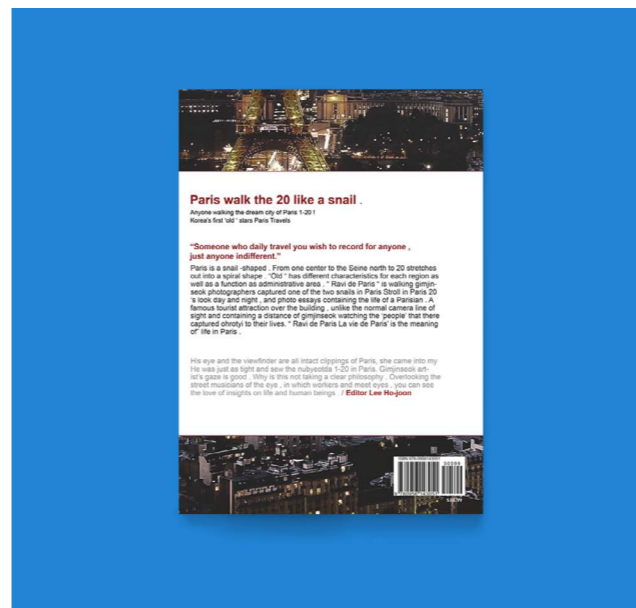 Paris walk the 20 like a snail .
Anyone walking the dream city of Paris 1-20 !
Korea's first 'old ' stars Paris Travels
“Someone who daily travel you wish to record for anyone ,
just anyone indifferent.”
Paris is a snail -shaped . From one center to the Seine north to 20 stretches
out into a spiral shape . “Old “ has different characteristics for each region as
well as a function as administrative area . “ Ravi de Paris “ is walking gimjin-
seok photographers captured one of the two snails in Paris Stroll in Paris 20
's look day and night , and photo essays containing the life of a Parisian . A
famous tourist attraction over the building , unlike the normal camera line of
sight and containing a distance of gimjinseok watching the 'people' that there
captured ohrotyi to their lives. “ Ravi de Paris La vie de Paris' is the meaning
of” life in Paris .
His eye and the viewfinder are all intact clippings of Paris, she came into my
He was just as tight and sew the nubyeotda 1-20 in Paris. Gimjinseok art-
ist's gaze is good . Why is this not taking a clear philosophy . Overlooking the
street musicians of the eye , in which workers and meet eyes , you can see
the love of insights on life and human beings . / Editor Lee Ho-joon